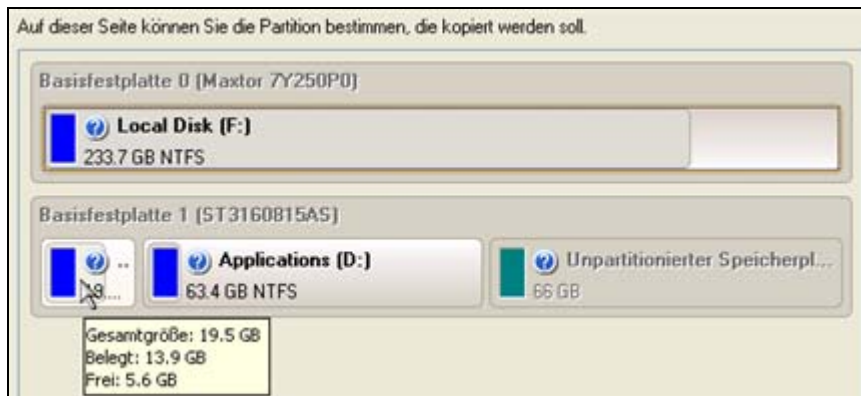 Auf dieser Seite können Sie die Partition bestimmen, die kopiert werden soll.
Basisfestplatte 0 (Maxtor 7Y250P0)
Local Disk (F:)
233.7 GB NTFS
Basisfestplatte 1 (ST3160815AS)
..
19....
Applications (D:)
63.4 GB NTFS
Unpartitionierter Speicherpl...
66 GB
Gesamtgröße: 19.5 GB
Belegt: 13.9 GB
Frei: 5.6 GB